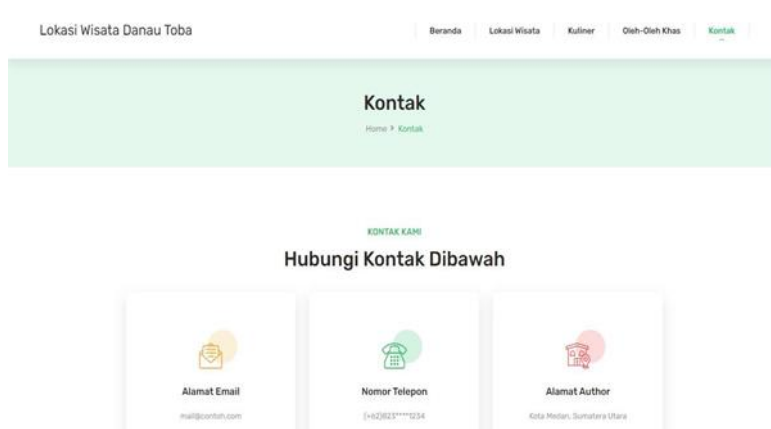 Lokasi Wisata Danau Toba
Beranda Lokasi Wisata Kuliner Oleh-Oleh Khas Kontak
Kontak
Home > Kontak
KONTAK KAMI
Hubungi Kontak Dibawah
Alamat Email
mail@contoh.com
Nomor Telepon
(+62)823****1234
Alamat Author
Kota Medan, Sumatera Utara